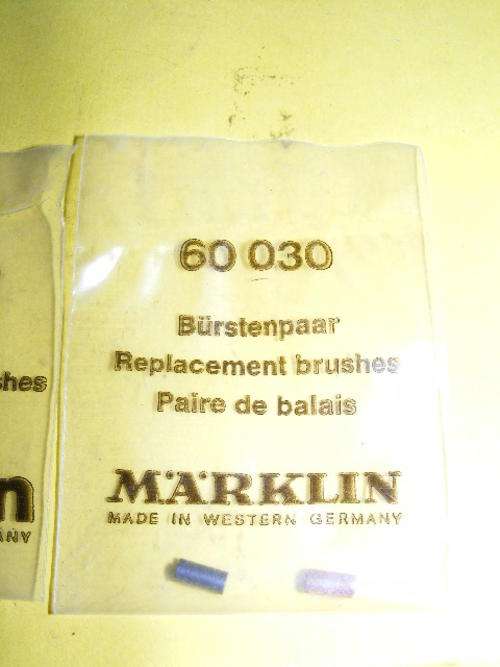 60 030
Bürstenpaar
Replacement brushes
Paire de balais
MÄRKLIN
MADE IN WESTERN GERMANY